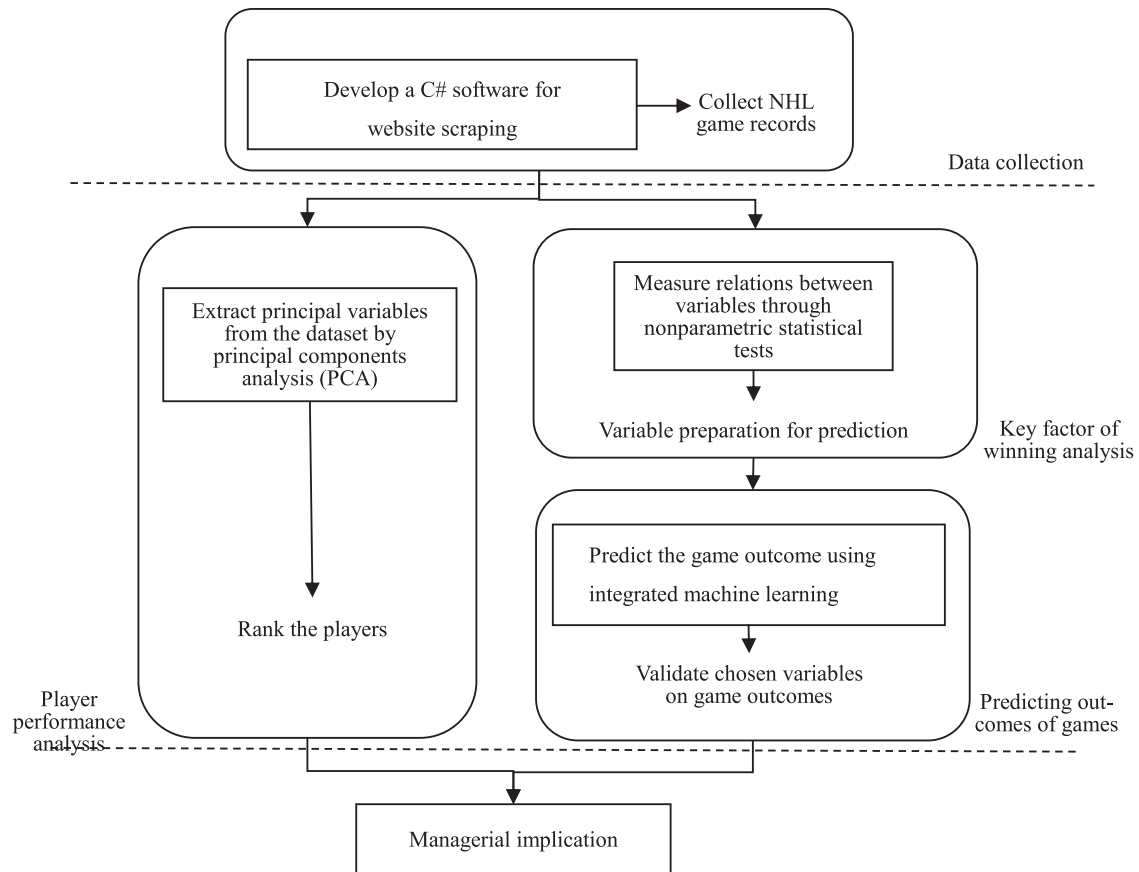 Develop a C# software for
website scraping
Collect NHL
game records
Data collection
Extract principal variables
from the dataset by
principal components
analysis (PCA)
Rank the players
Player
performance
analysis
Measure relations between
variables through
nonparametric statistical
tests
Variable preparation for prediction
Key factor of
winning analysis
Predict the game outcome using
integrated machine learning
Validate chosen variables
on game outcomes
Predicting out-
comes of games
Managerial implication